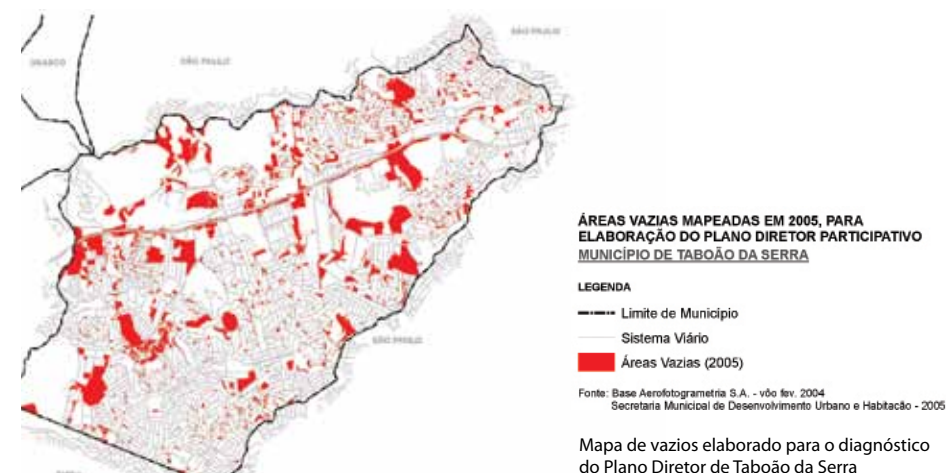 OSASCO
SÃO PAULO
SÃO PAULO
SÃO PAULO
ÁREAS VAZIAS MAPEADAS EM 2005, PARA
ELABORAÇÃO DO PLANO DIRETOR PARTICIPATIVO
MUNICÍPIO DE TABOÃO DA SERRA
LEGENDA
Limite de Município
Sistema Viário
Áreas Vazias (2005)
Fonte: Base Aerofotogrametria S.A. - vôo fev. 2004
Secretaria Municipal de Desenvolvimento Urbano e Habitacão - 2005
Mapa de vazios elaborado para o diagnóstico
do Plano Diretor de Taboão da Serra